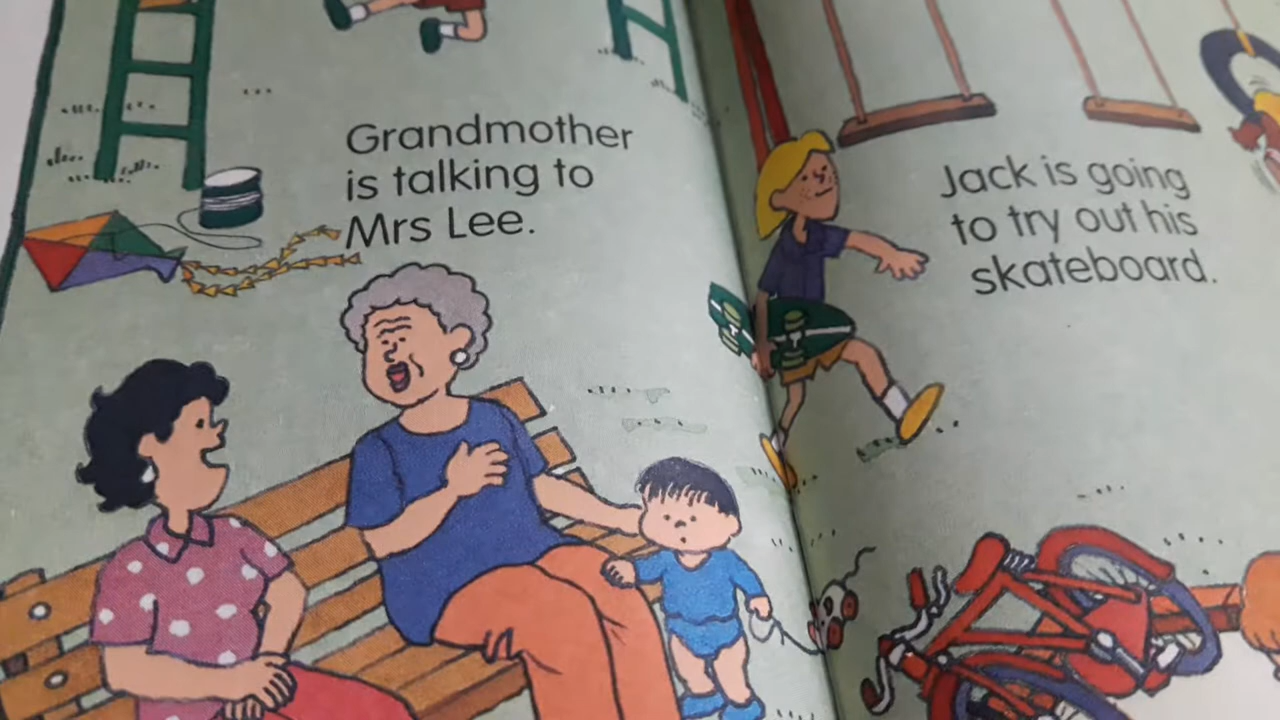 Grandmother
is talking to
Mrs Lee.
Jack is going
to try out his
skateboard.